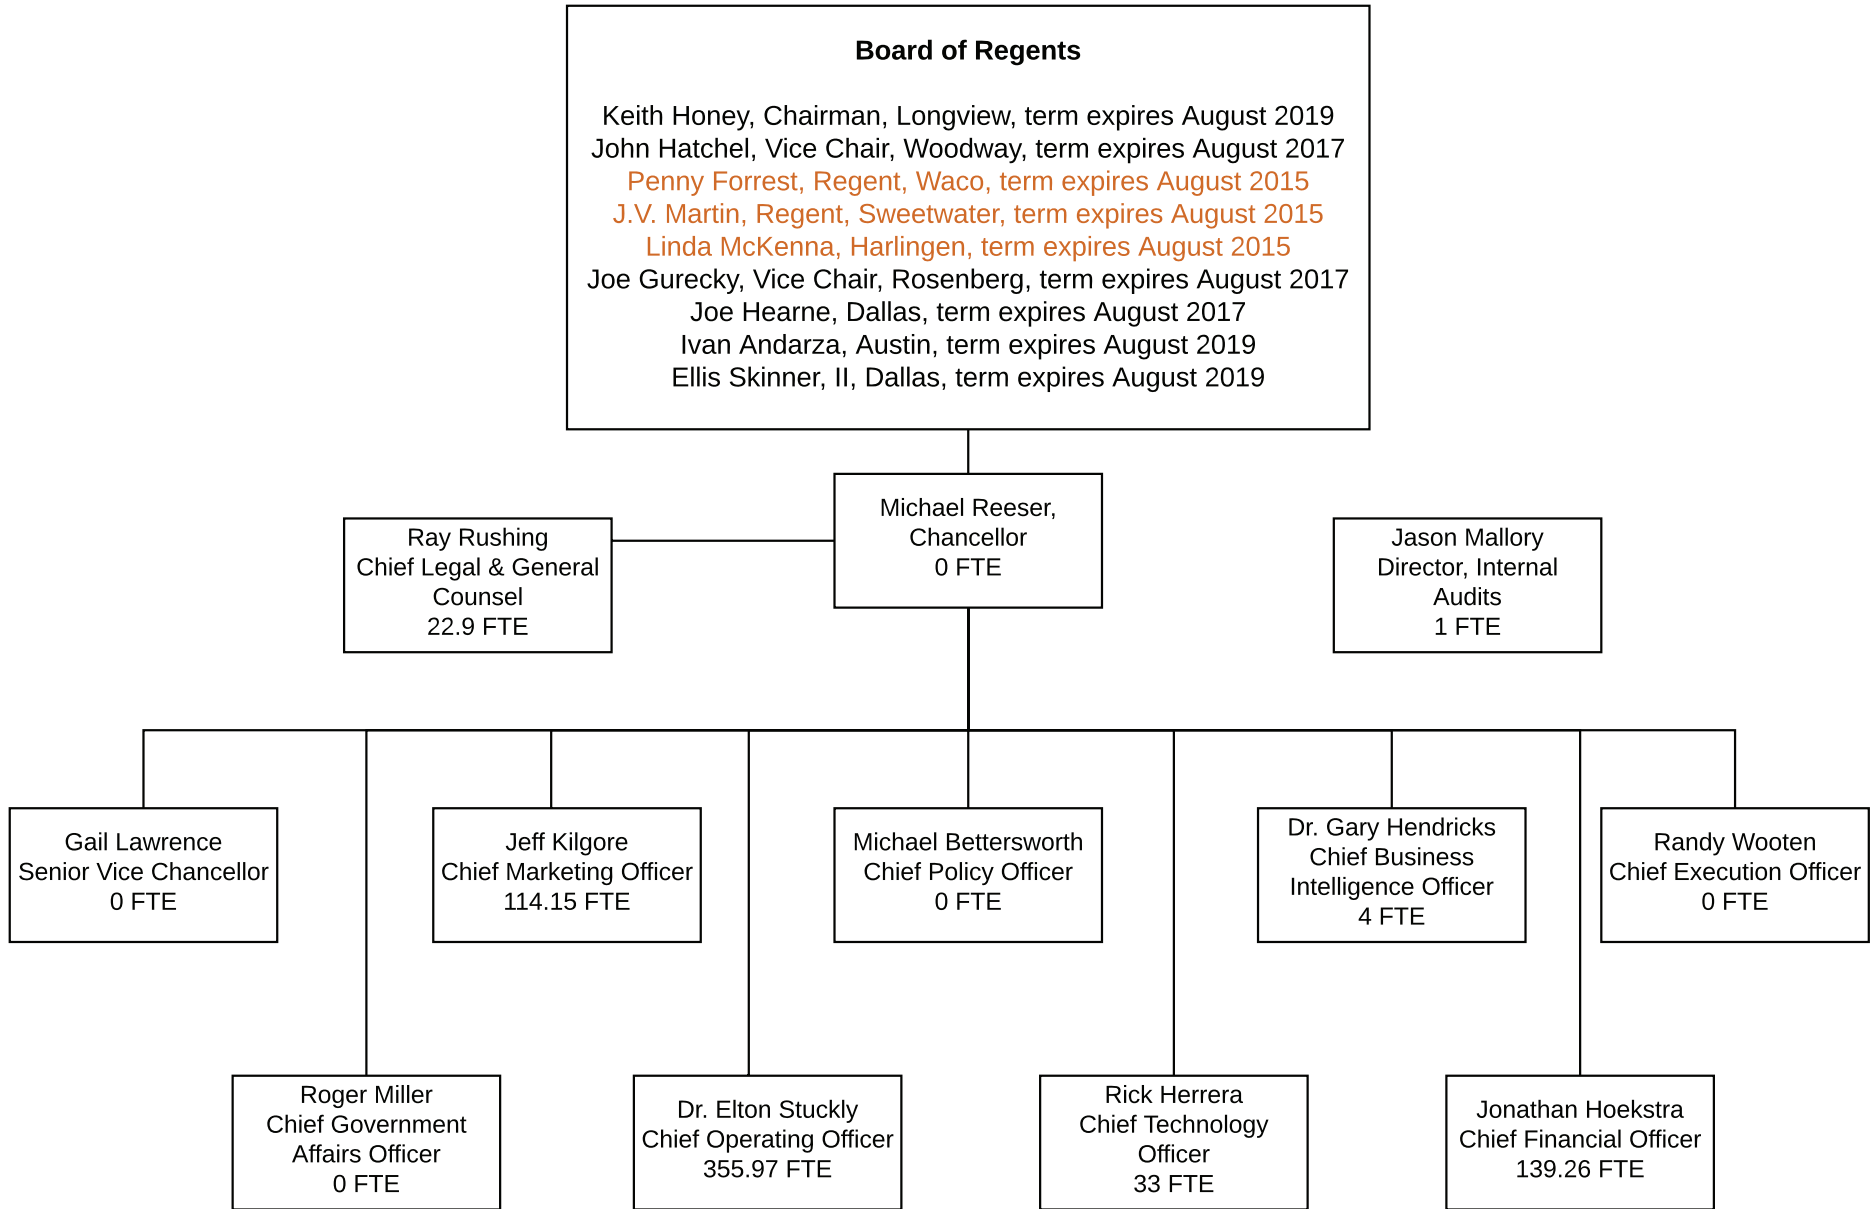 Board of Regents
Keith Honey, Chairman, Longview, term expires August 2019
John Hatchel, Vice Chair, Woodway, term expires August 2017
Penny Forrest, Regent, Waco, term expires August 2015
J.V. Martin, Regent, Sweetwater, term expires August 2015
Linda McKenna, Harlingen, term expires August 2015
Joe Gurecky, Vice Chair, Rosenberg, term expires August 2017
Joe Hearne, Dallas, term expires August 2017
Ivan Andarza, Austin, term expires August 2019
Ellis Skinner, II, Dallas, term expires August 2019
Michael Reeser,
Chancellor
0 FTE
Ray Rushing
Chief Legal & General
Counsel
22.9 FTE
Jason Mallory
Director, Internal
Audits
1 FTE
Gail Lawrence
Senior Vice Chancellor
0 FTE
Jeff Kilgore
Chief Marketing Officer
114.15 FTE
Michael Bettersworth
Chief Policy Officer
0 FTE
Dr. Gary Hendricks
Chief Business
Intelligence Officer
4 FTE
Randy Wooten
Chief Execution Officer
0 FTE
Roger Miller
Chief Government
Affairs Officer
0 FTE
Dr. Elton Stuckly
Chief Operating Officer
355.97 FTE
Rick Herrera
Chief Technology
Officer
33 FTE
Jonathan Hoekstra
Chief Financial Officer
139.26 FTE